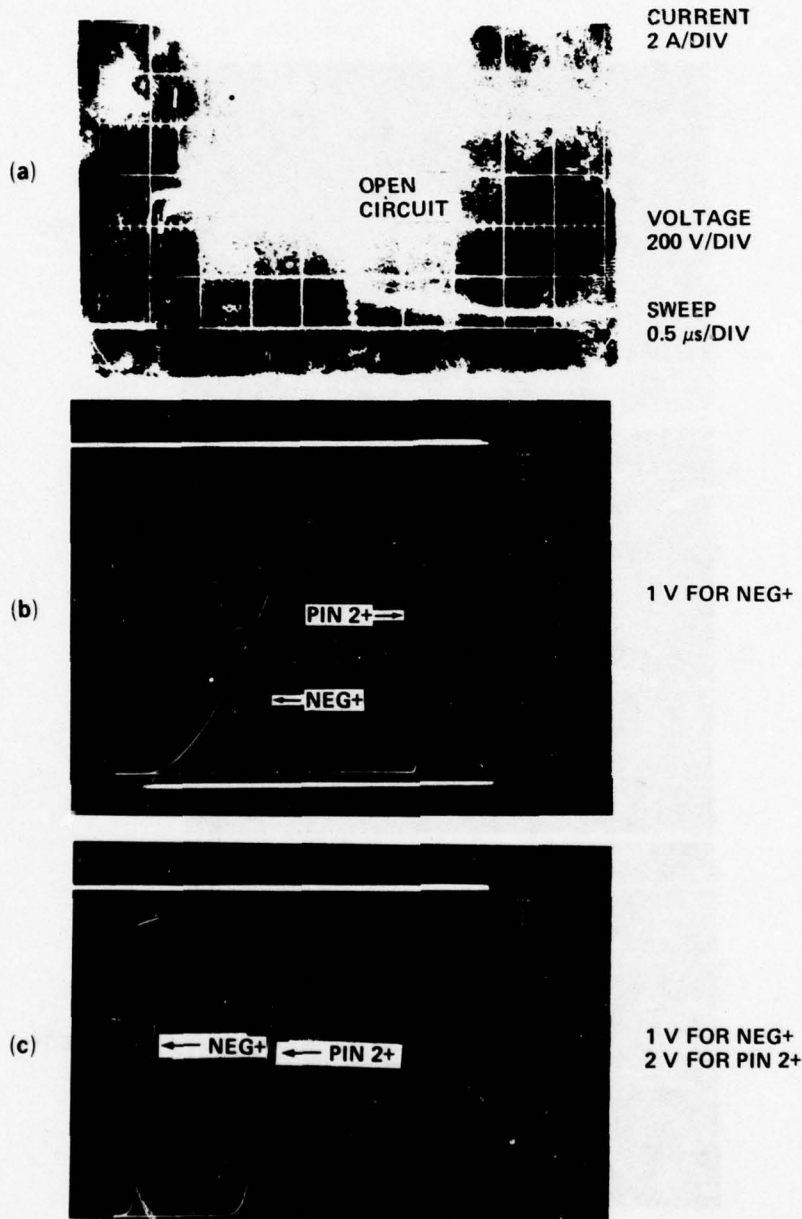 CURRENT
2 A/DIV
(a)
OPEN
CIRCUIT
VOLTAGE
200 V/DIV
SWEEP
0.5 μs/DIV
(b)
PIN 2+
1 V FOR NEG+
NEG+
(c)
NEG+
PIN 2+
1 V FOR NEG+
2 V FOR PIN 2+